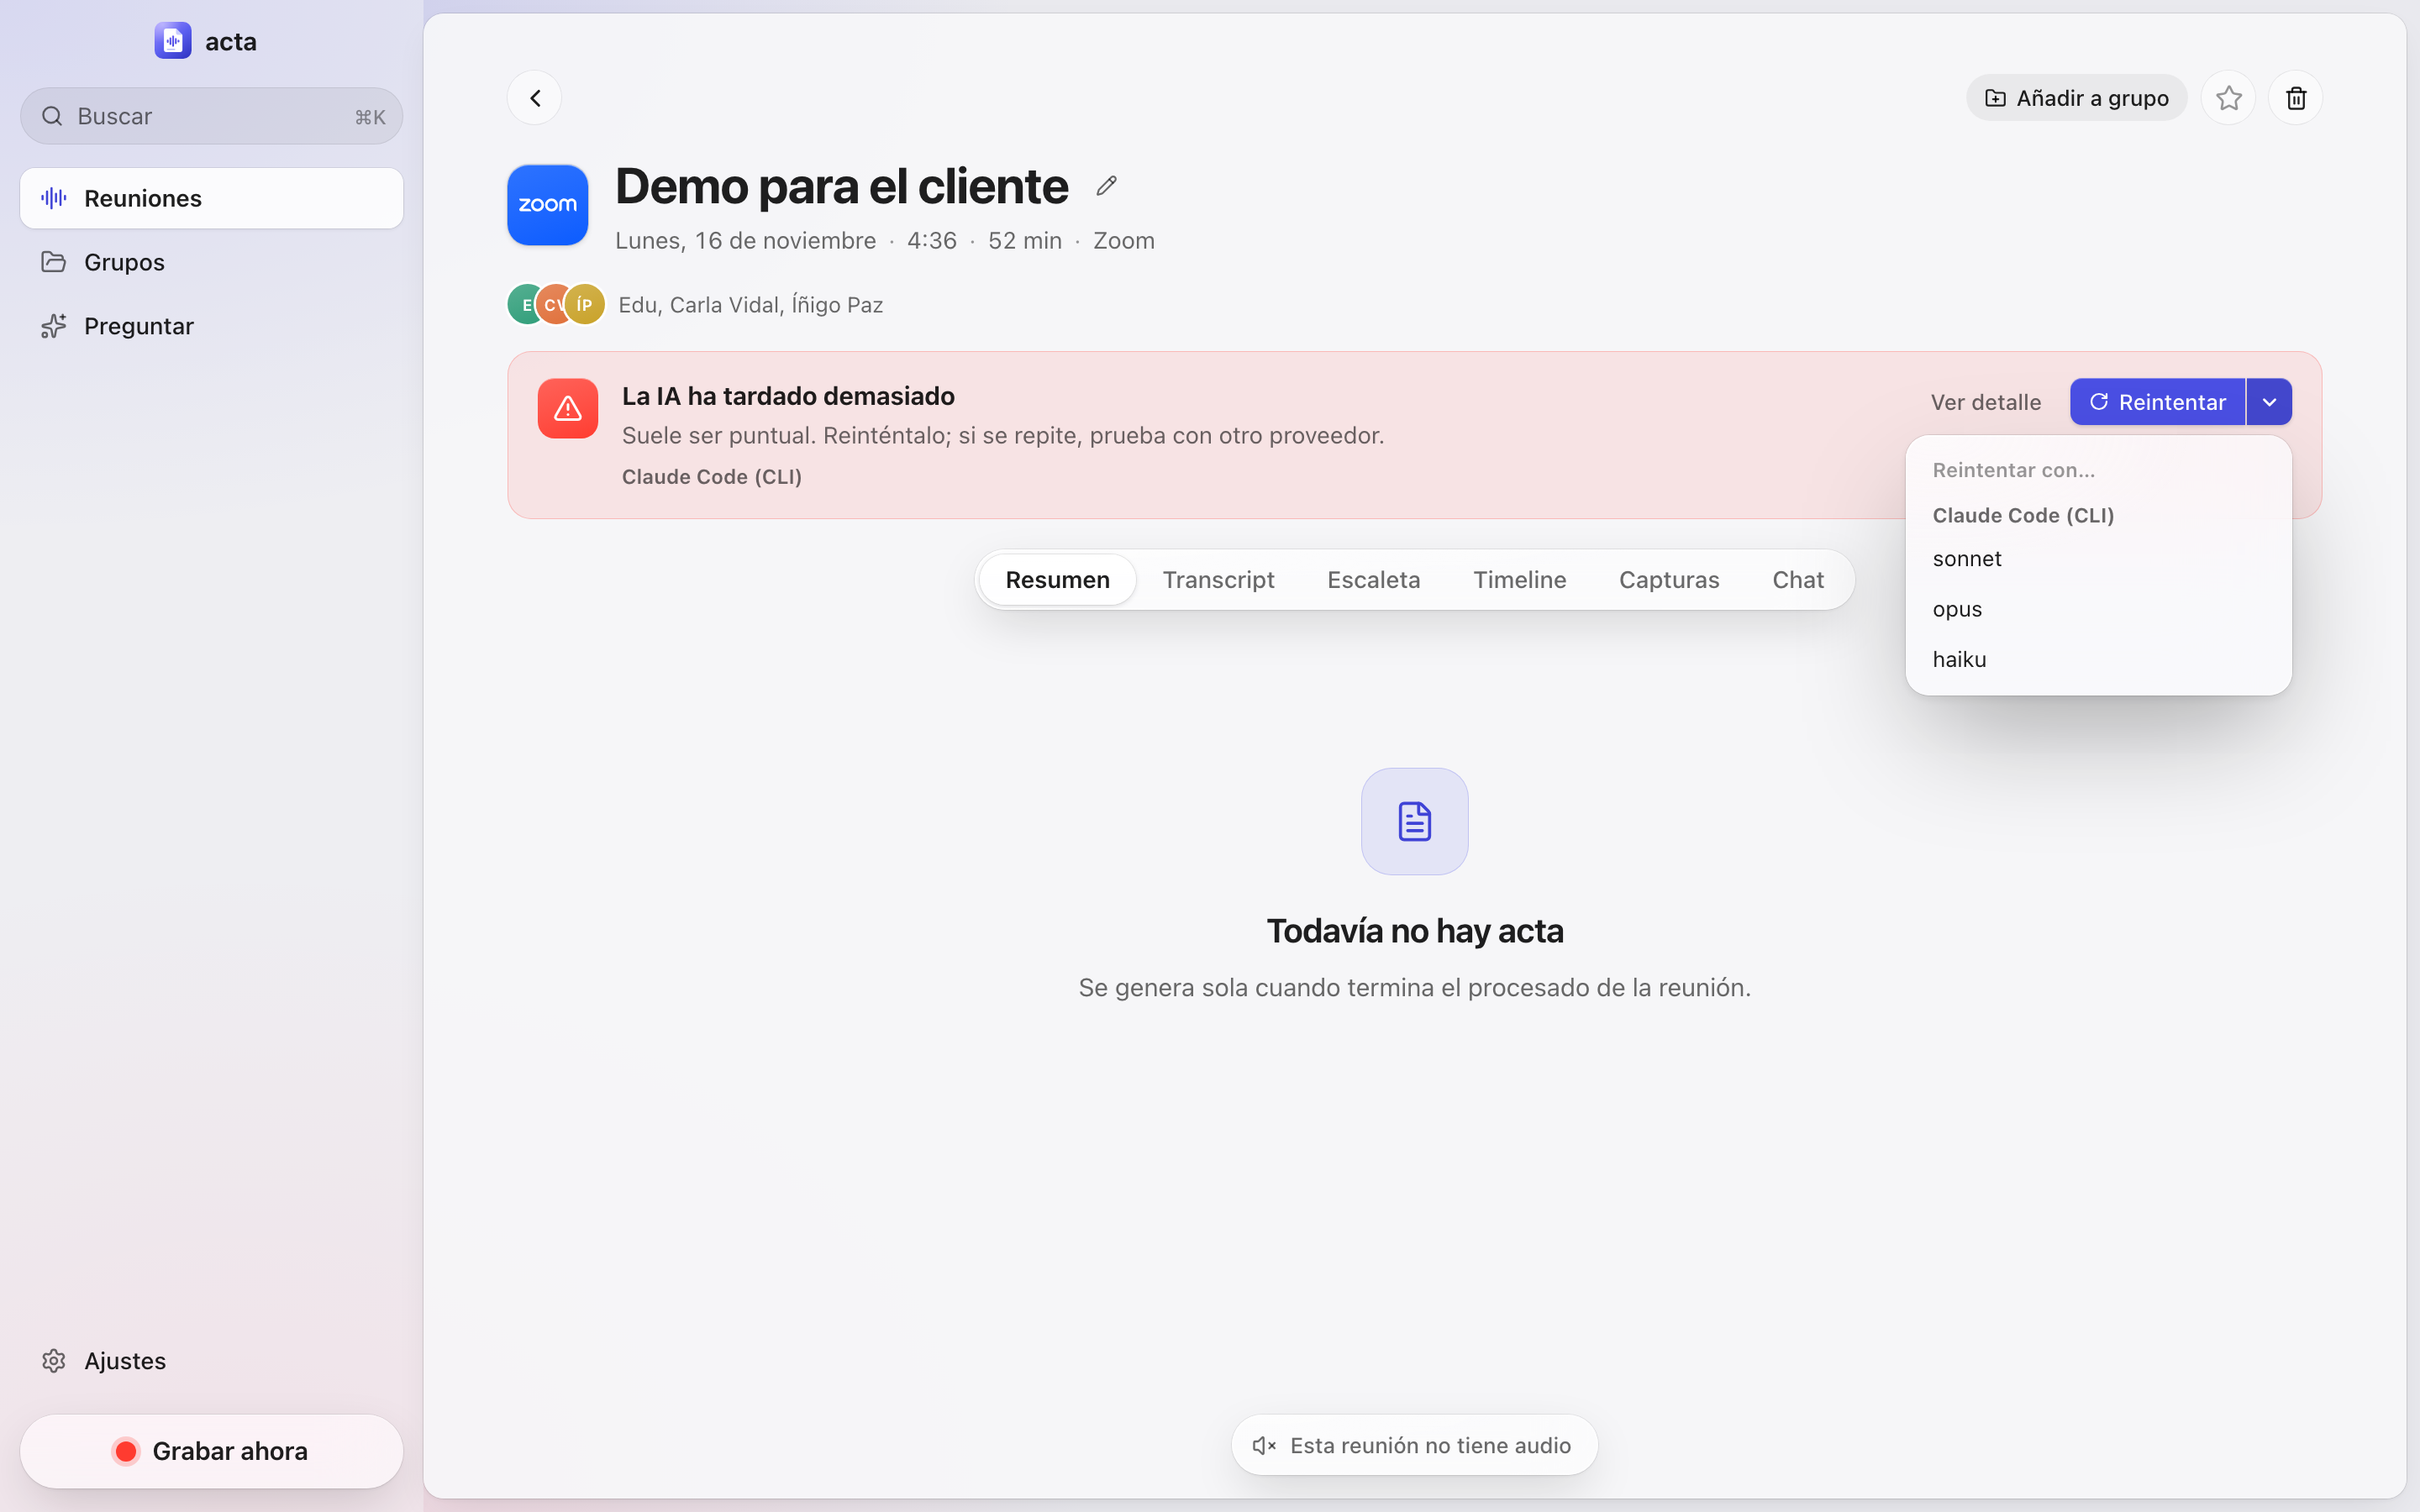 acta
Buscar ⌘K
Reuniones
Grupos
Preguntar
Ajustes
Grabar ahora
Añadir a grupo
zoom
Demo para el cliente
Lunes, 16 de noviembre · 4:36 · 52 min · Zoom
E CV ÍP Edu, Carla Vidal, Íñigo Paz
La IA ha tardado demasiado
Suele ser puntual. Reinténtalo; si se repite, prueba con otro proveedor.
Claude Code (CLI)
Ver detalle Reintentar
Reintentar con...
Claude Code (CLI)
sonnet
opus
haiku
Resumen Transcript Escaleta Timeline Capturas Chat
Todavía no hay acta
Se genera sola cuando termina el procesado de la reunión.
Esta reunión no tiene audio